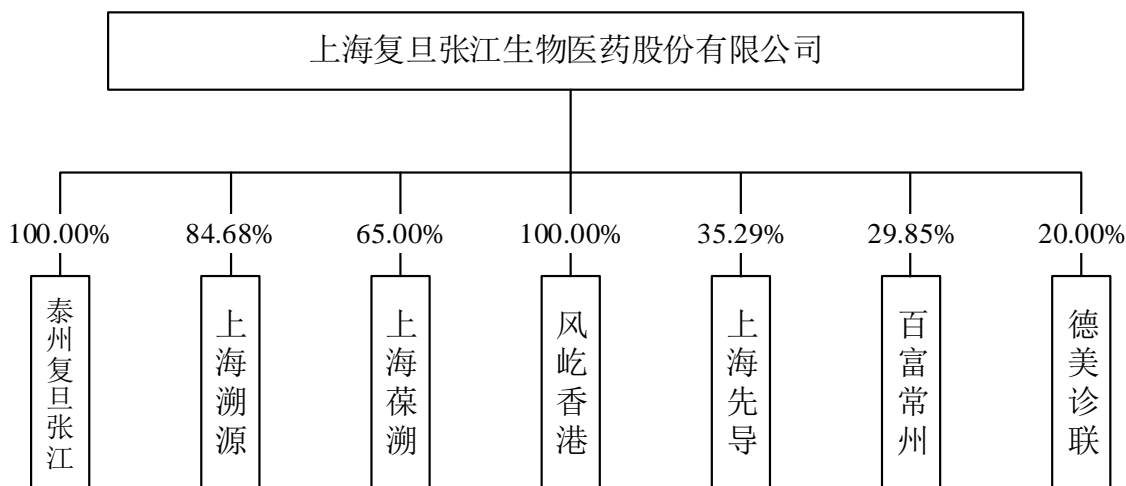 上海复旦张江生物医药股份有限公司
100.00%
84.68%
65.00%
100.00%
35.29%
29.85%
20.00%
泰州复旦张江
上海溯源
上海葆溯
风屹香港
上海先导
百富常州
德美诊联